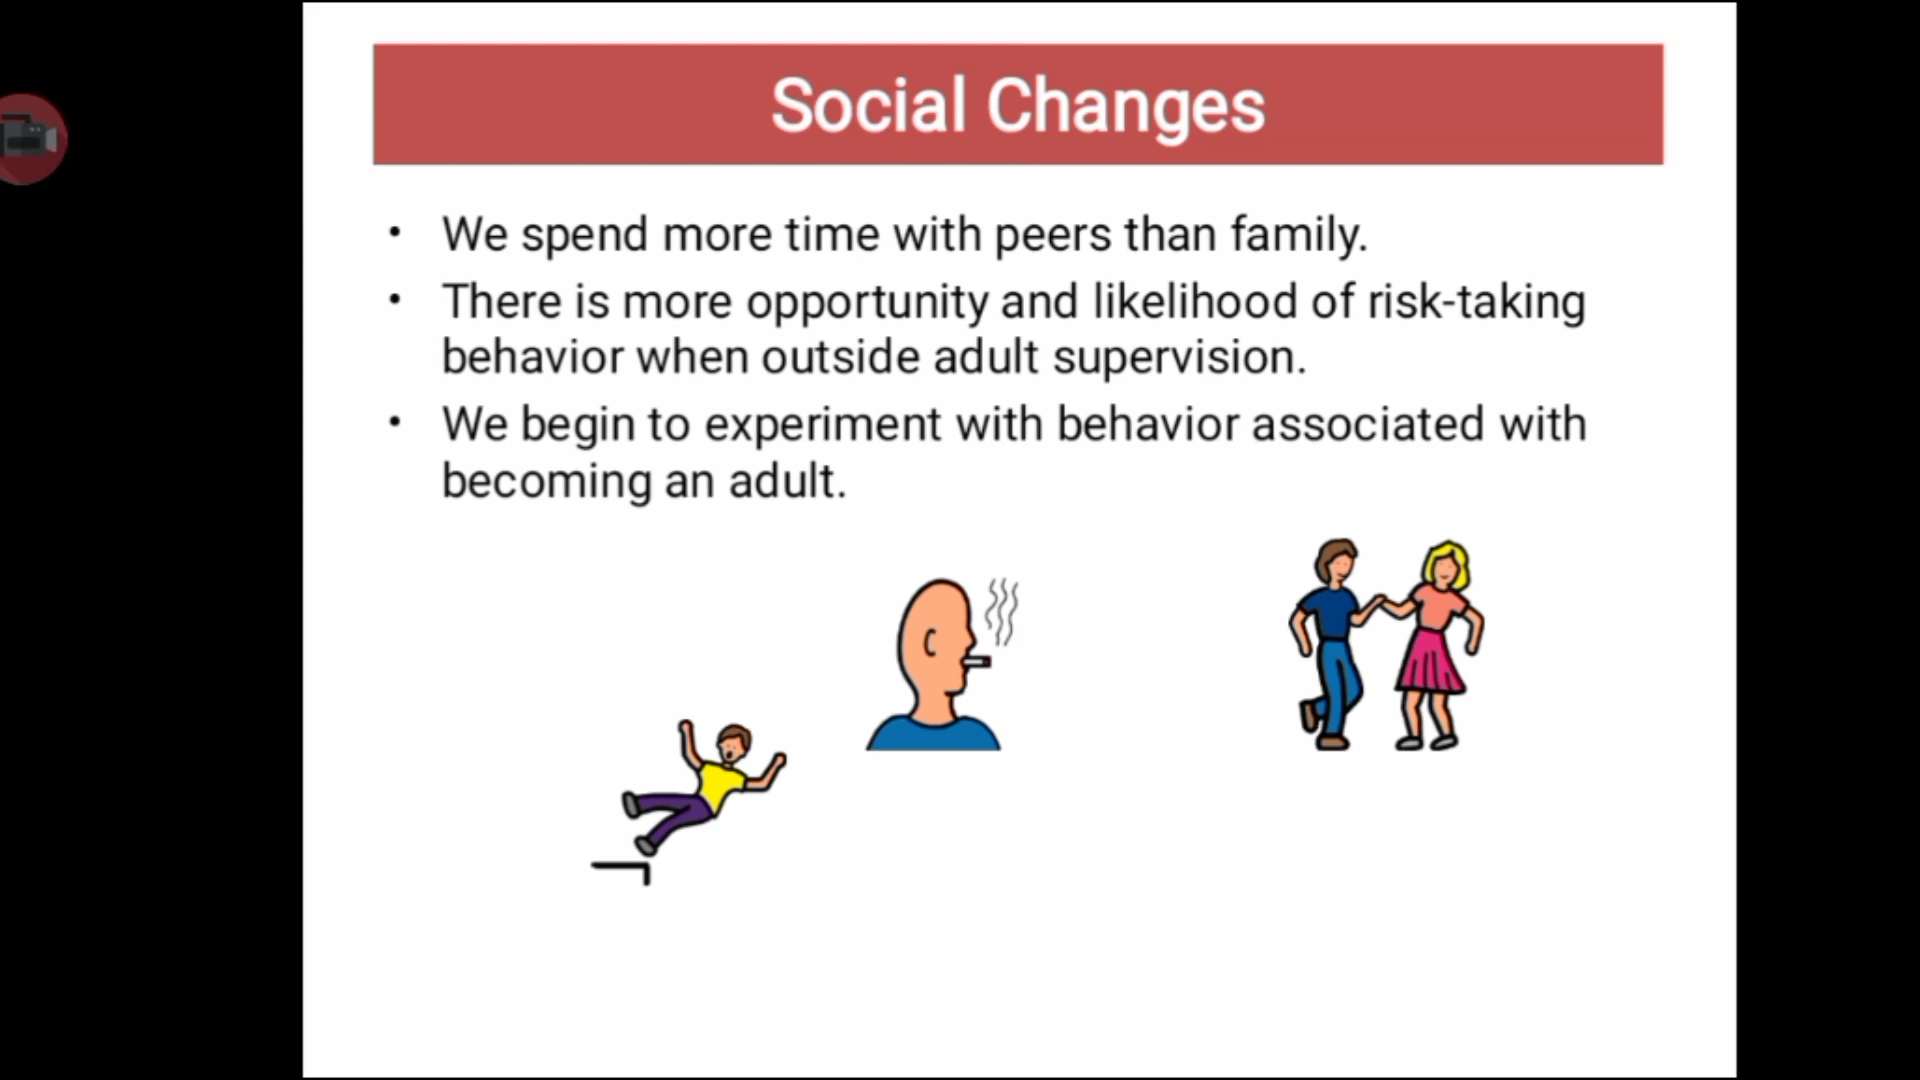 Social Changes
• We spend more time with peers than family.
• There is more opportunity and likelihood of risk-taking
behavior when outside adult supervision.
• We begin to experiment with behavior associated with
becoming an adult.